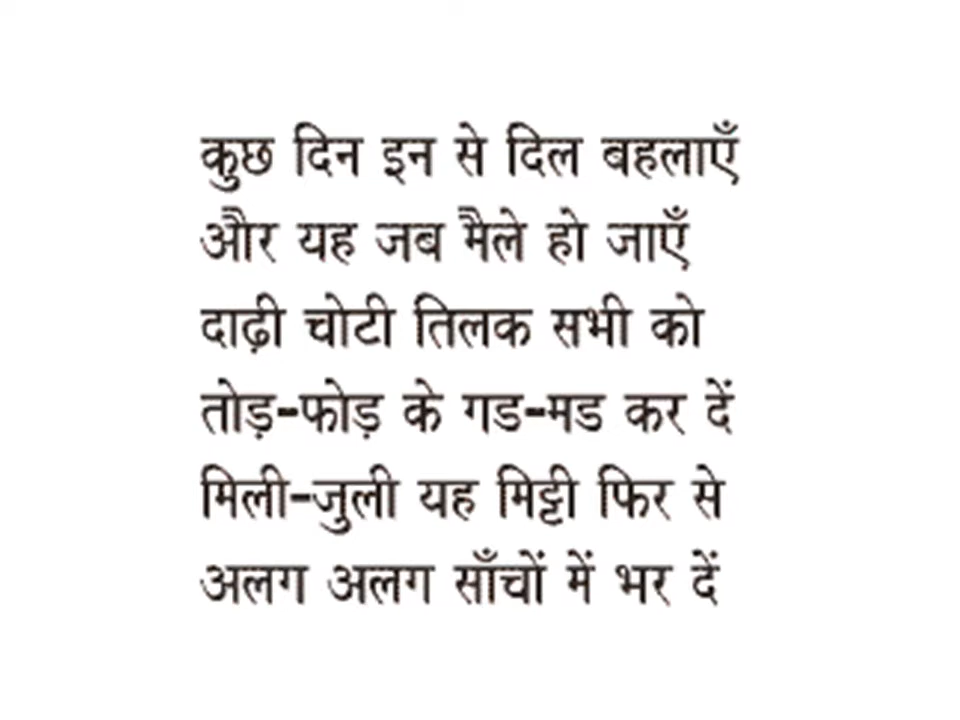 कुछ दिन इन से दिल बहलाएँ
और यह जब मैले हो जाएँ
दाढ़ी चोटी तिलक सभी को
तोड़-फोड़ के गड-मड कर दें
मिली-जुली यह मिट्टी फिर से
अलग अलग साँचों में भर दें